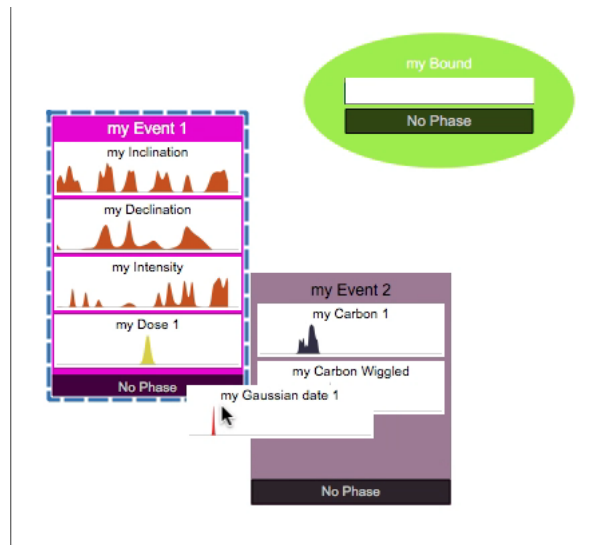 my Bound
No Phase
my Event 1
my Inclination
my Declination
my Intensity
my Dose 1
No Phase
my Event 2
my Carbon 1
my Carbon Wiggled
my Gaussian date 1
No Phase